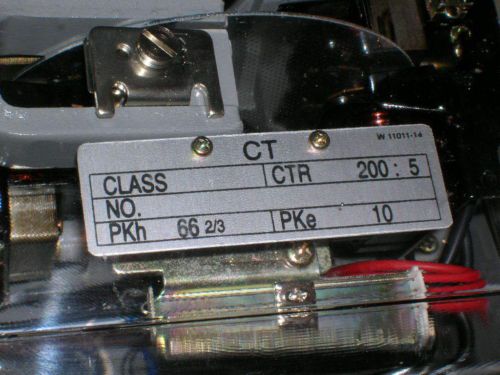 W 11011-14
CT
CLASS CTR 200 : 5
NO.
PKh 66 2/3 PKe 10